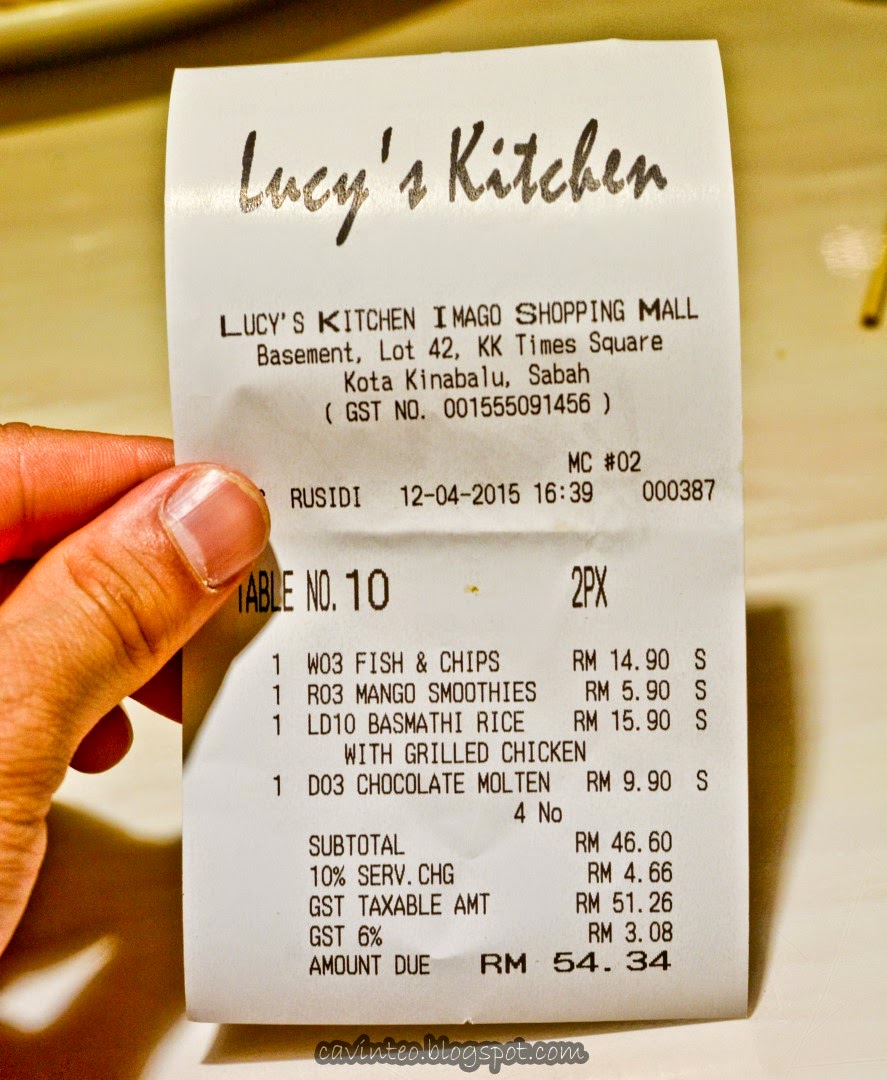 Lucy's Kitchen
LUCY'S KITCHEN IMAGO SHOPPING MALL
Basement, Lot 42, KK Times Square
Kota Kinabalu, Sabah
( GST NO. 001555091456 )
MC #02
RUSIDI 12-04-2015 16:39 000387
TABLE NO. 10 2PX
1 W03 FISH & CHIPS RM 14.90 S
1 R03 MANGO SMOOTHIES RM 5.90 S
1 LD10 BASMATHI RICE RM 15.90 S
WITH GRILLED CHICKEN
1 D03 CHOCOLATE MOLTEN RM 9.90 S
4 No
SUBTOTAL RM 46.60
10% SERV.CHG RM 4.66
GST TAXABLE AMT RM 51.26
GST 6% RM 3.08
AMOUNT DUE RM 54.34
cavinteo.blogspot.com